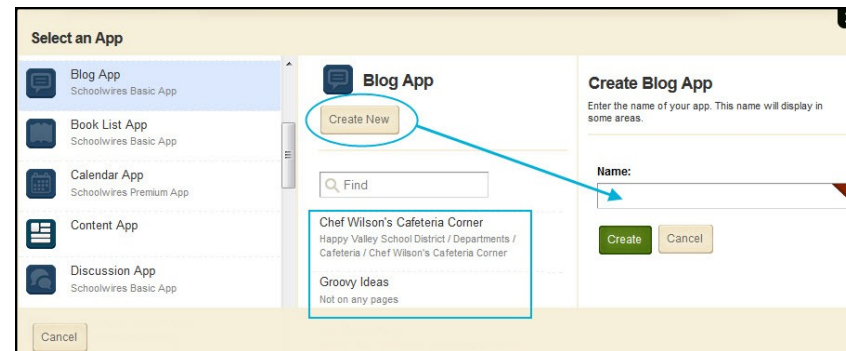 Select an App
Blog App
Schoolwires Basic App
Book List App
Schoolwires Basic App
Calendar App
Schoolwires Premium App
Content App
Discussion App
Schoolwires Basic App
Cancel
Blog App
Create New
Find
Chef Wilson's Cafeteria Corner
Happy Valley School District / Departments /
Cafeteria / Chef Wilson's Cafeteria Corner
Groovy Ideas
Not on any pages
Create Blog App
Enter the name of your app. This name will display in
some areas.
Name:
Create
Cancel